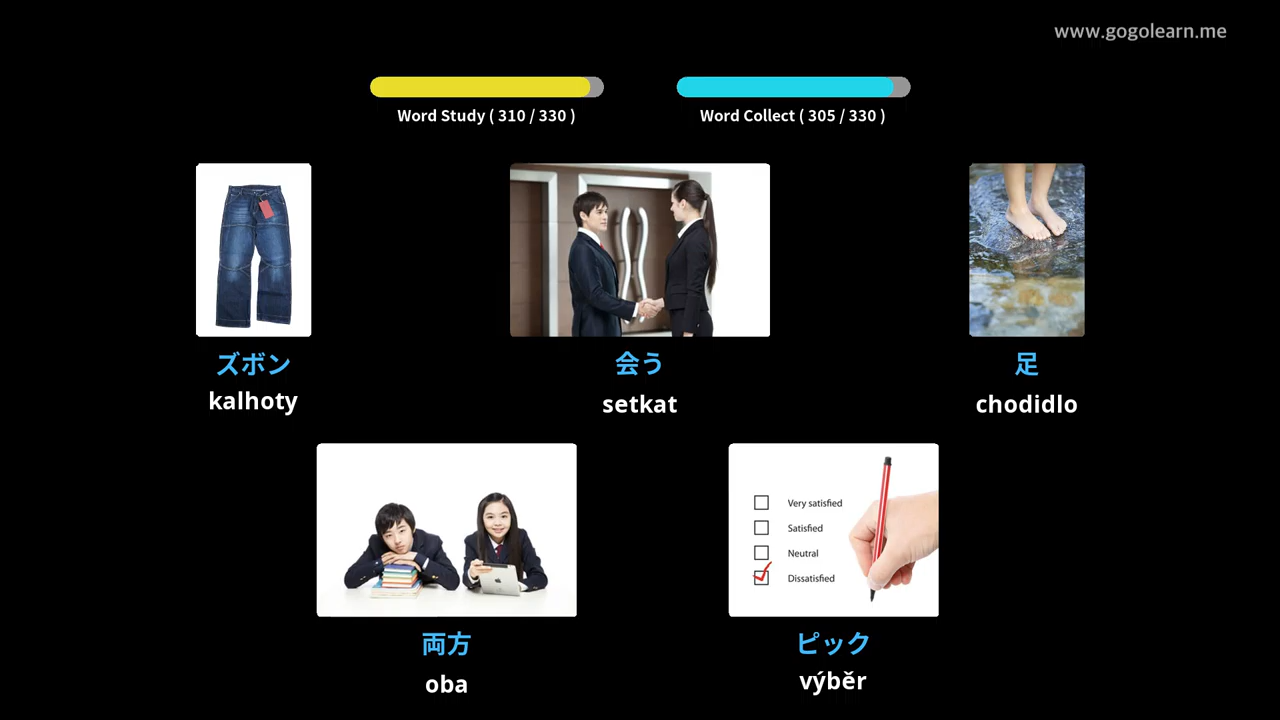 www.gogolearn.me
Word Study ( 310 / 330 )
Word Collect ( 305 / 330 )
ズボン
kalhoty
会う
setkat
足
chodidlo
Very satisfied
Satisfied
Neutral
Dissatisfied
両方
oba
ピック
výběr